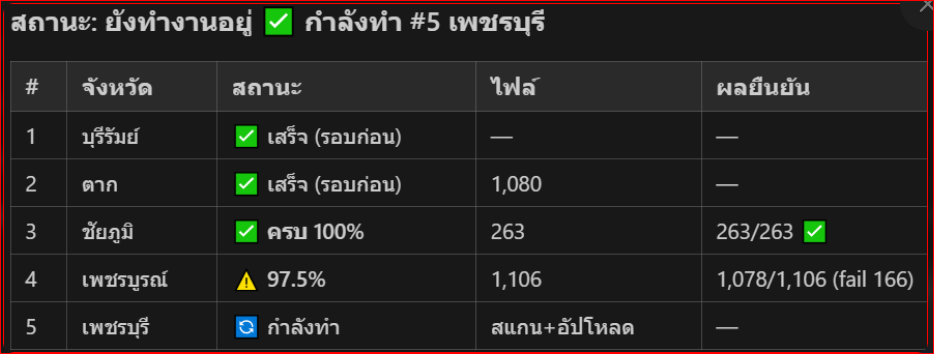 สถานะ: ยังทำงานอยู่ ✅ กำลังทำ #5 เพชรบุรี
# จังหวัด สถานะ ไฟล์ ผลยืนยัน
1 บุรีรัมย์ ✅ เสร็จ (รอบก่อน) — —
2 ตาก ✅ เสร็จ (รอบก่อน) 1,080 —
3 ชัยภูมิ ✅ ครบ 100% 263 263/263 ✅
4 เพชรบูรณ์ ⚠️ 97.5% 1,106 1,078/1,106 (fail 166)
5 เพชรบุรี 🔄 กำลังทำ สแกน+อัปโหลด —